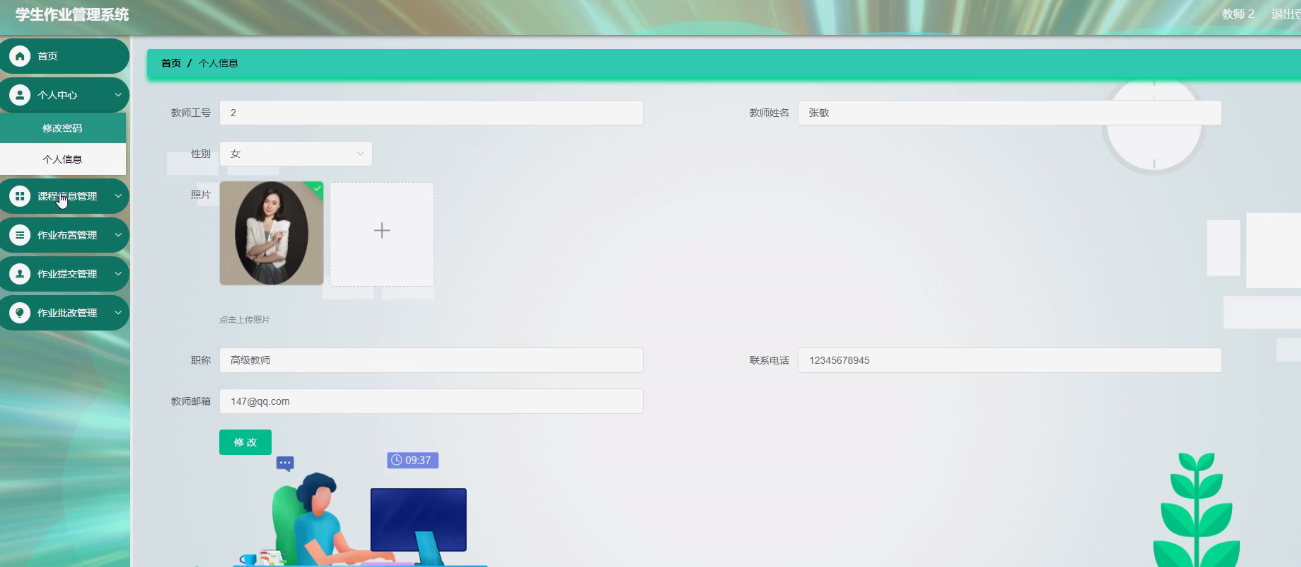 学生作业管理系统
教师 2 退出登
首页
个人中心
修改密码
个人信息
课程信息管理
作业布置管理
作业提交管理
作业批改管理
首页 / 个人信息
教师工号 2
教师姓名 张敏
性别 女
照片
点击上传照片
职称 高级教师
联系电话 12345678945
教师邮箱 147@qq.com
修 改
09:37